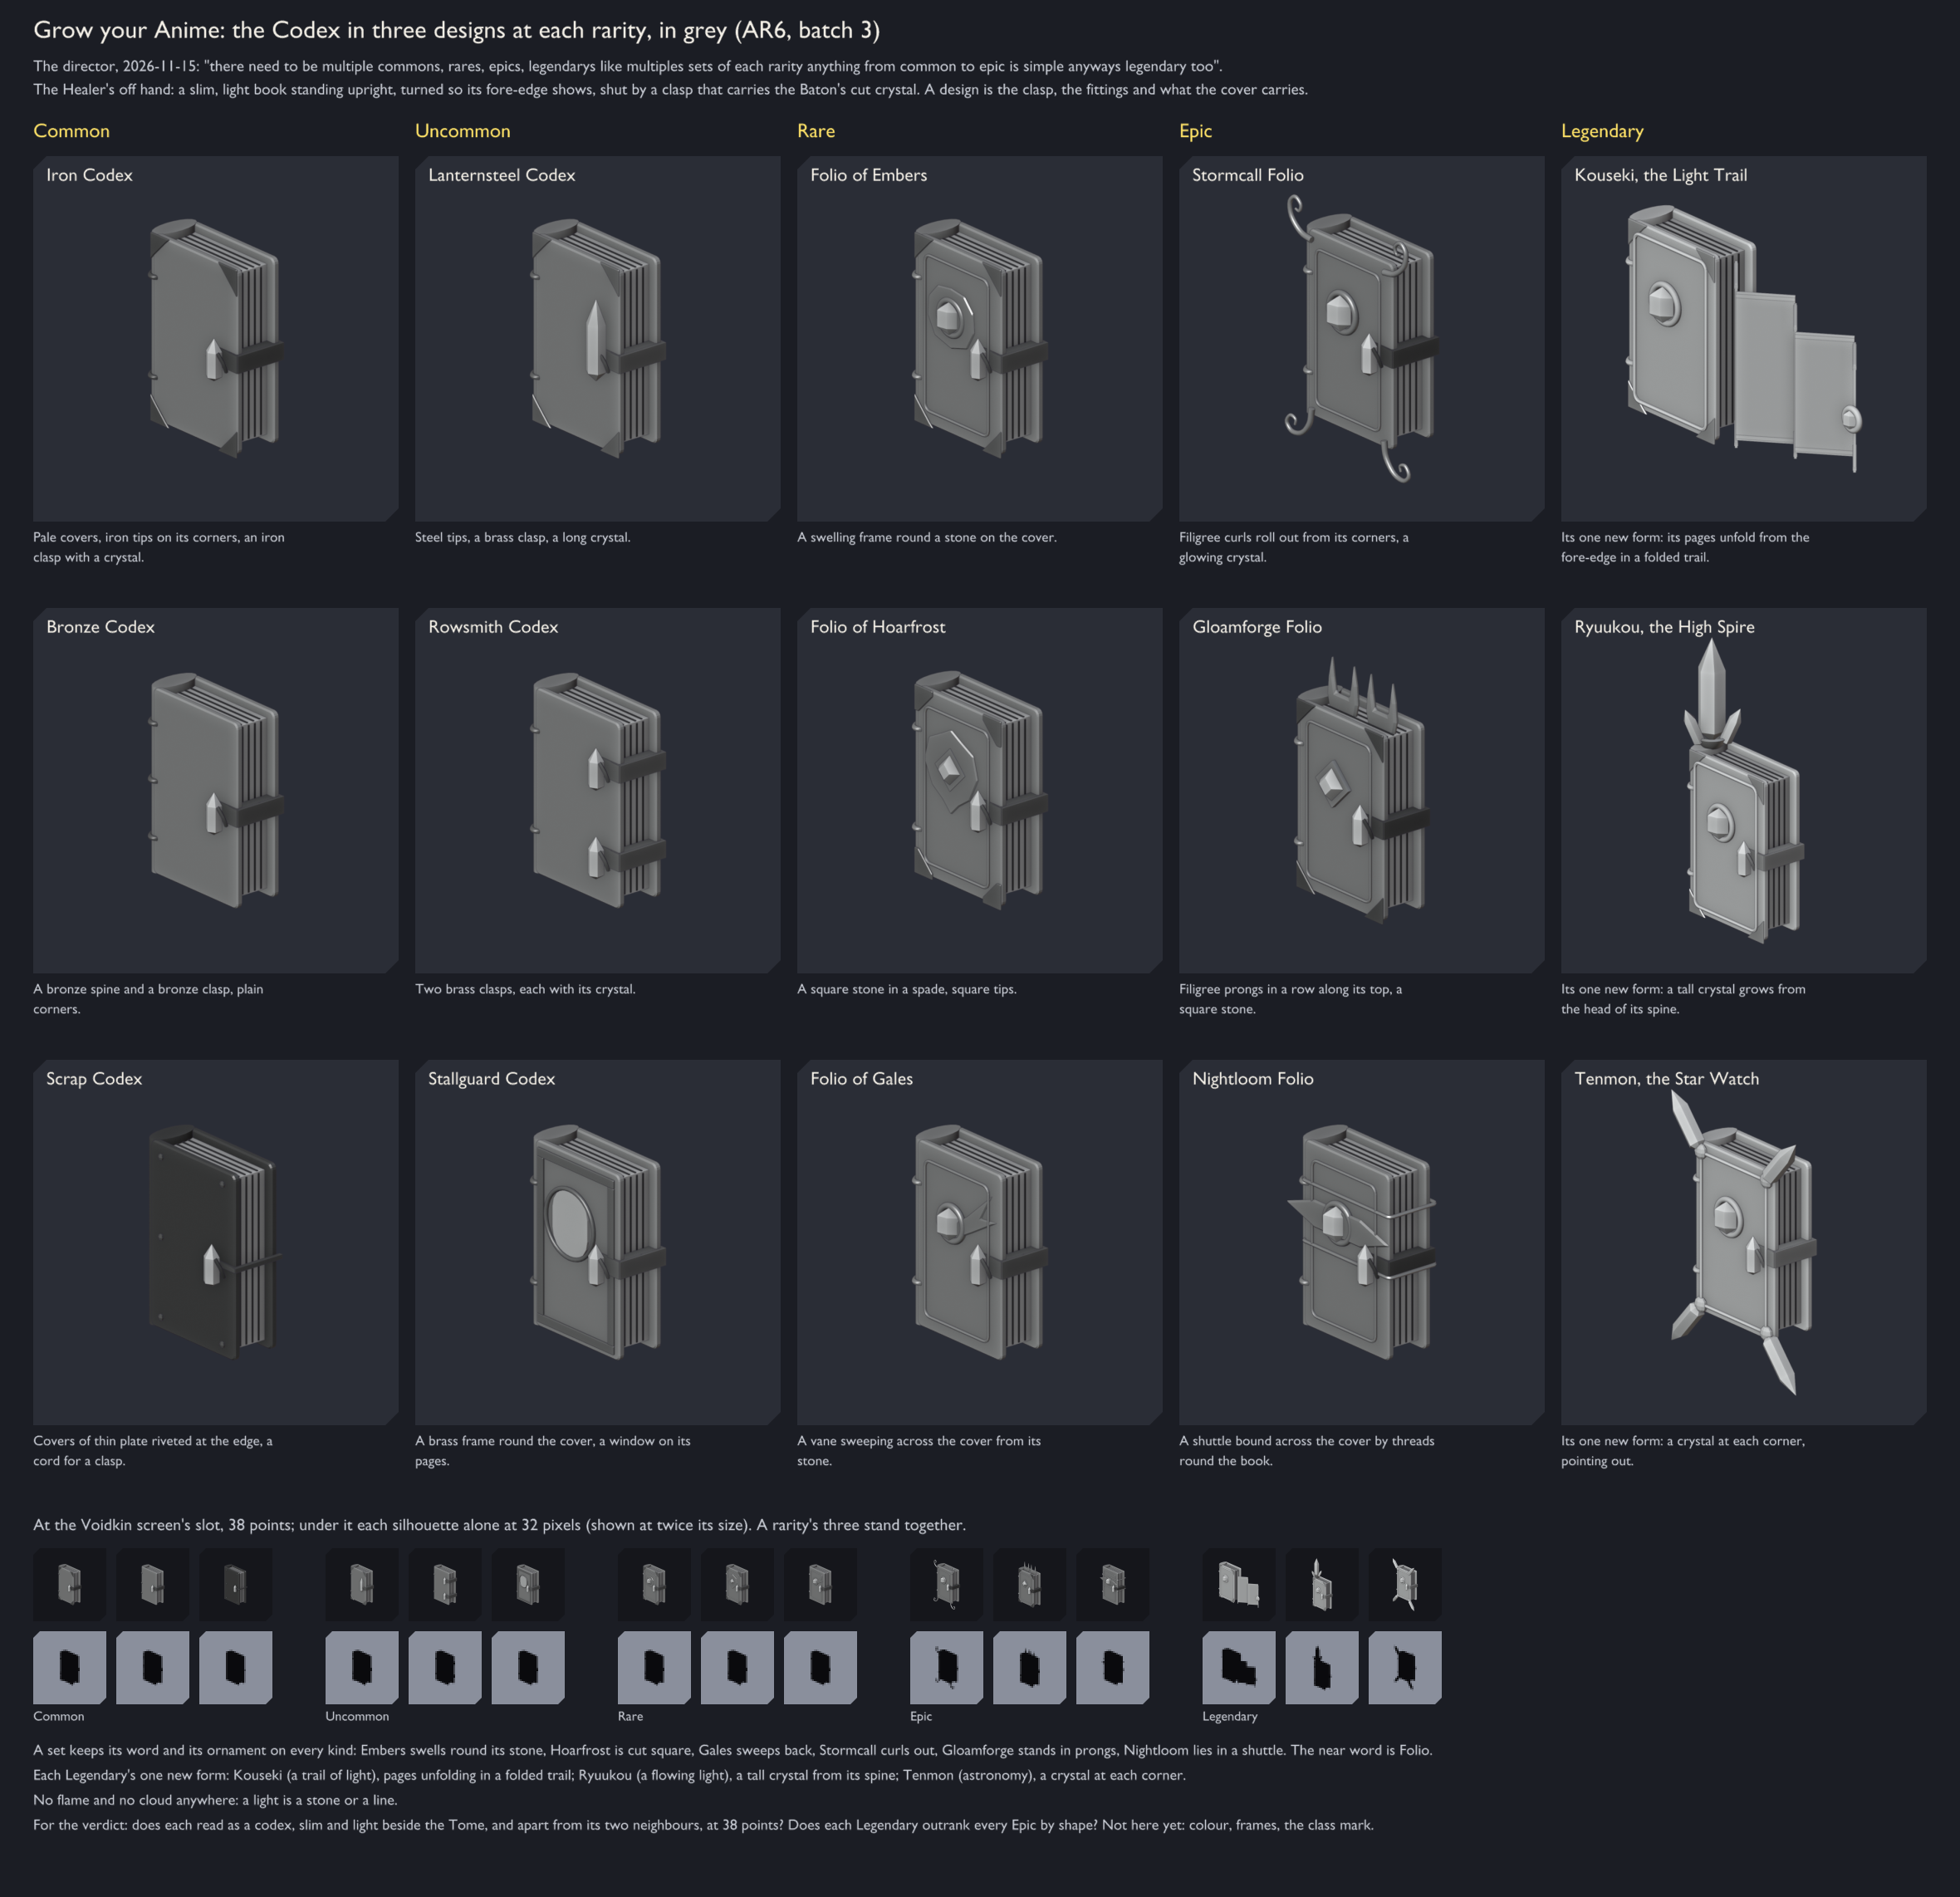 Grow your Anime: the Codex in three designs at each rarity, in grey (AR6, batch 3)
The director, 2026-11-15: "there need to be multiple commons, rares, epics, legendarys like multiples sets of each rarity anything from common to epic is simple anyways legendary too".
The Healer's off hand: a slim, light book standing upright, turned so its fore-edge shows, shut by a clasp that carries the Baton's cut crystal. A design is the clasp, the fittings and what the cover carries.
Common
Uncommon
Rare
Epic
Legendary
Iron Codex
Lanternsteel Codex
Folio of Embers
Stormcall Folio
Kouseki, the Light Trail
Pale covers, iron tips on its corners, an iron
clasp with a crystal.
Steel tips, a brass clasp, a long crystal.
A swelling frame round a stone on the cover.
Filigree curls roll out from its corners, a
glowing crystal.
Its one new form: its pages unfold from the
fore-edge in a folded trail.
Bronze Codex
Rowsmith Codex
Folio of Hoarfrost
Gloamforge Folio
Ryuukou, the High Spire
A bronze spine and a bronze clasp, plain
corners.
Two brass clasps, each with its crystal.
A square stone in a spade, square tips.
Filigree prongs in a row along its top, a
square stone.
Its one new form: a tall crystal grows from
the head of its spine.
Scrap Codex
Stallguard Codex
Folio of Gales
Nightloom Folio
Tenmon, the Star Watch
Covers of thin plate riveted at the edge, a
cord for a clasp.
A brass frame round the cover, a window on its
pages.
A vane sweeping across the cover from its
stone.
A shuttle bound across the cover by threads
round the book.
Its one new form: a crystal at each corner,
pointing out.
At the Voidkin screen's slot, 38 points; under it each silhouette alone at 32 pixels (shown at twice its size). A rarity's three stand together.
Common
Uncommon
Rare
Epic
Legendary
A set keeps its word and its ornament on every kind: Embers swells round its stone, Hoarfrost is cut square, Gales sweeps back, Stormcall curls out, Gloamforge stands in prongs, Nightloom lies in a shuttle. The near word is Folio.
Each Legendary's one new form: Kouseki (a trail of light), pages unfolding in a folded trail; Ryuukou (a flowing light), a tall crystal from its spine; Tenmon (astronomy), a crystal at each corner.
No flame and no cloud anywhere: a light is a stone or a line.
For the verdict: does each read as a codex, slim and light beside the Tome, and apart from its two neighbours, at 38 points? Does each Legendary outrank every Epic by shape? Not here yet: colour, frames, the class mark.